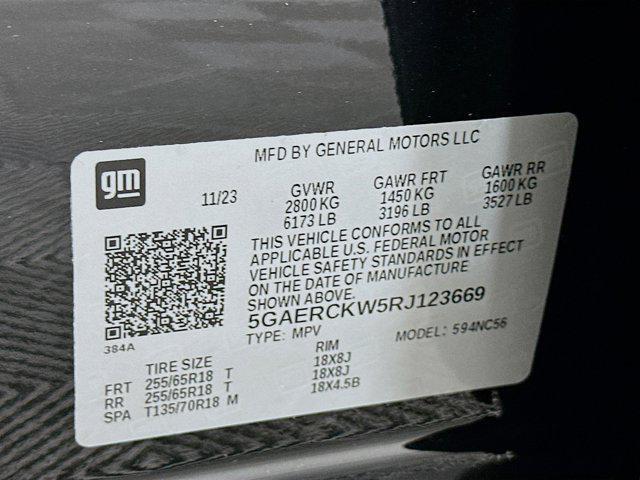 MFD BY GENERAL MOTORS LLC
gm
11/23
GVWR
2800 KG
6173 LB
GAWR FRT
1450 KG
3196 LB
GAWR RR
1600 KG
3527 LB
THIS VEHICLE CONFORMS TO ALL
APPLICABLE U.S. FEDERAL MOTOR
VEHICLE SAFETY STANDARDS IN EFFECT
ON THE DATE OF MANUFACTURE
SHOWN ABOVE.
5GAERCKW5RJ123669
TYPE: MPV
MODEL: 594NC56
384A
TIRE SIZE RIM
FRT 255/65R18 T 18X8J
RR 255/65R18 T 18X8J
SPA T135/70R18 M 18X4.5B